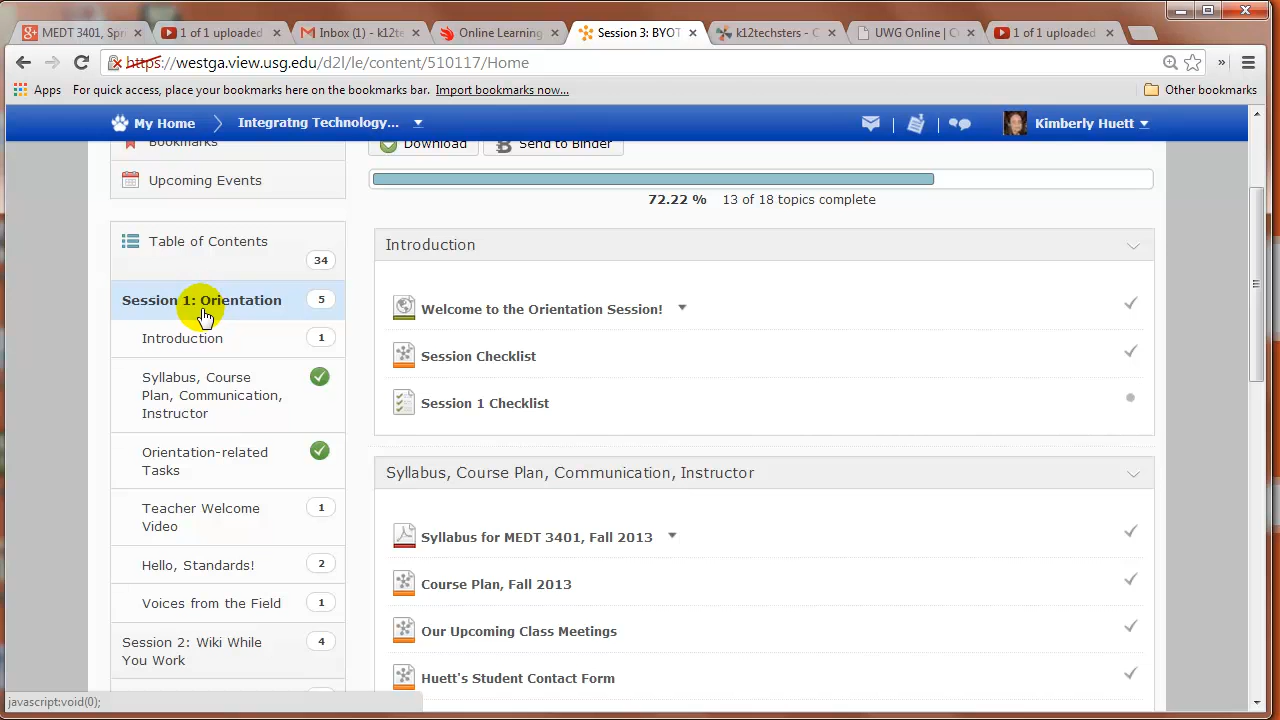 MEDT 3401, Spr
1 of 1 uploaded
Inbox (1) - k12te
Online Learning
Session 3: BYOT
k12techsters - C
UWG Online | C
1 of 1 uploaded
https://westga.view.usg.edu/d2l/le/content/510117/Home
Apps For quick access, place your bookmarks here on the bookmarks bar. Import bookmarks now... Other bookmarks
My Home Integratng Technology... Kimberly Huett
Bookmarks
Upcoming Events
Table of Contents
34
Session 1: Orientation 5
Introduction 1
Syllabus, Course
Plan, Communication,
Instructor
Orientation-related
Tasks
Teacher Welcome 1
Video
Hello, Standards! 2
Voices from the Field 1
Session 2: Wiki While 4
You Work
Download Send to Binder
72.22 % 13 of 18 topics complete
Introduction
Welcome to the Orientation Session!
Session Checklist
Session 1 Checklist
Syllabus, Course Plan, Communication, Instructor
Syllabus for MEDT 3401, Fall 2013
Course Plan, Fall 2013
Our Upcoming Class Meetings
Huett's Student Contact Form
javascript:void(0);